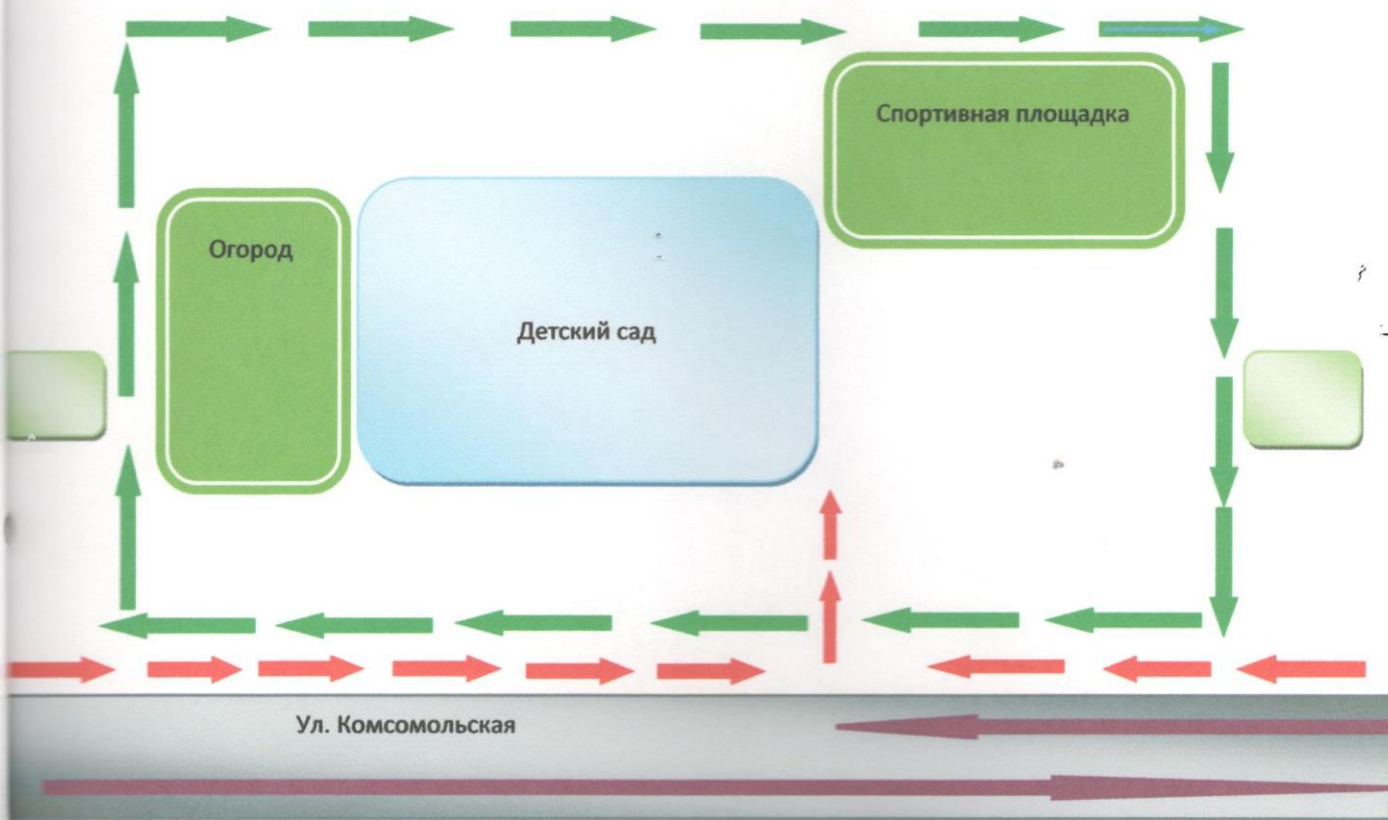 Спортивная площадка
Огород
Детский сад
Ул. Комсомольская